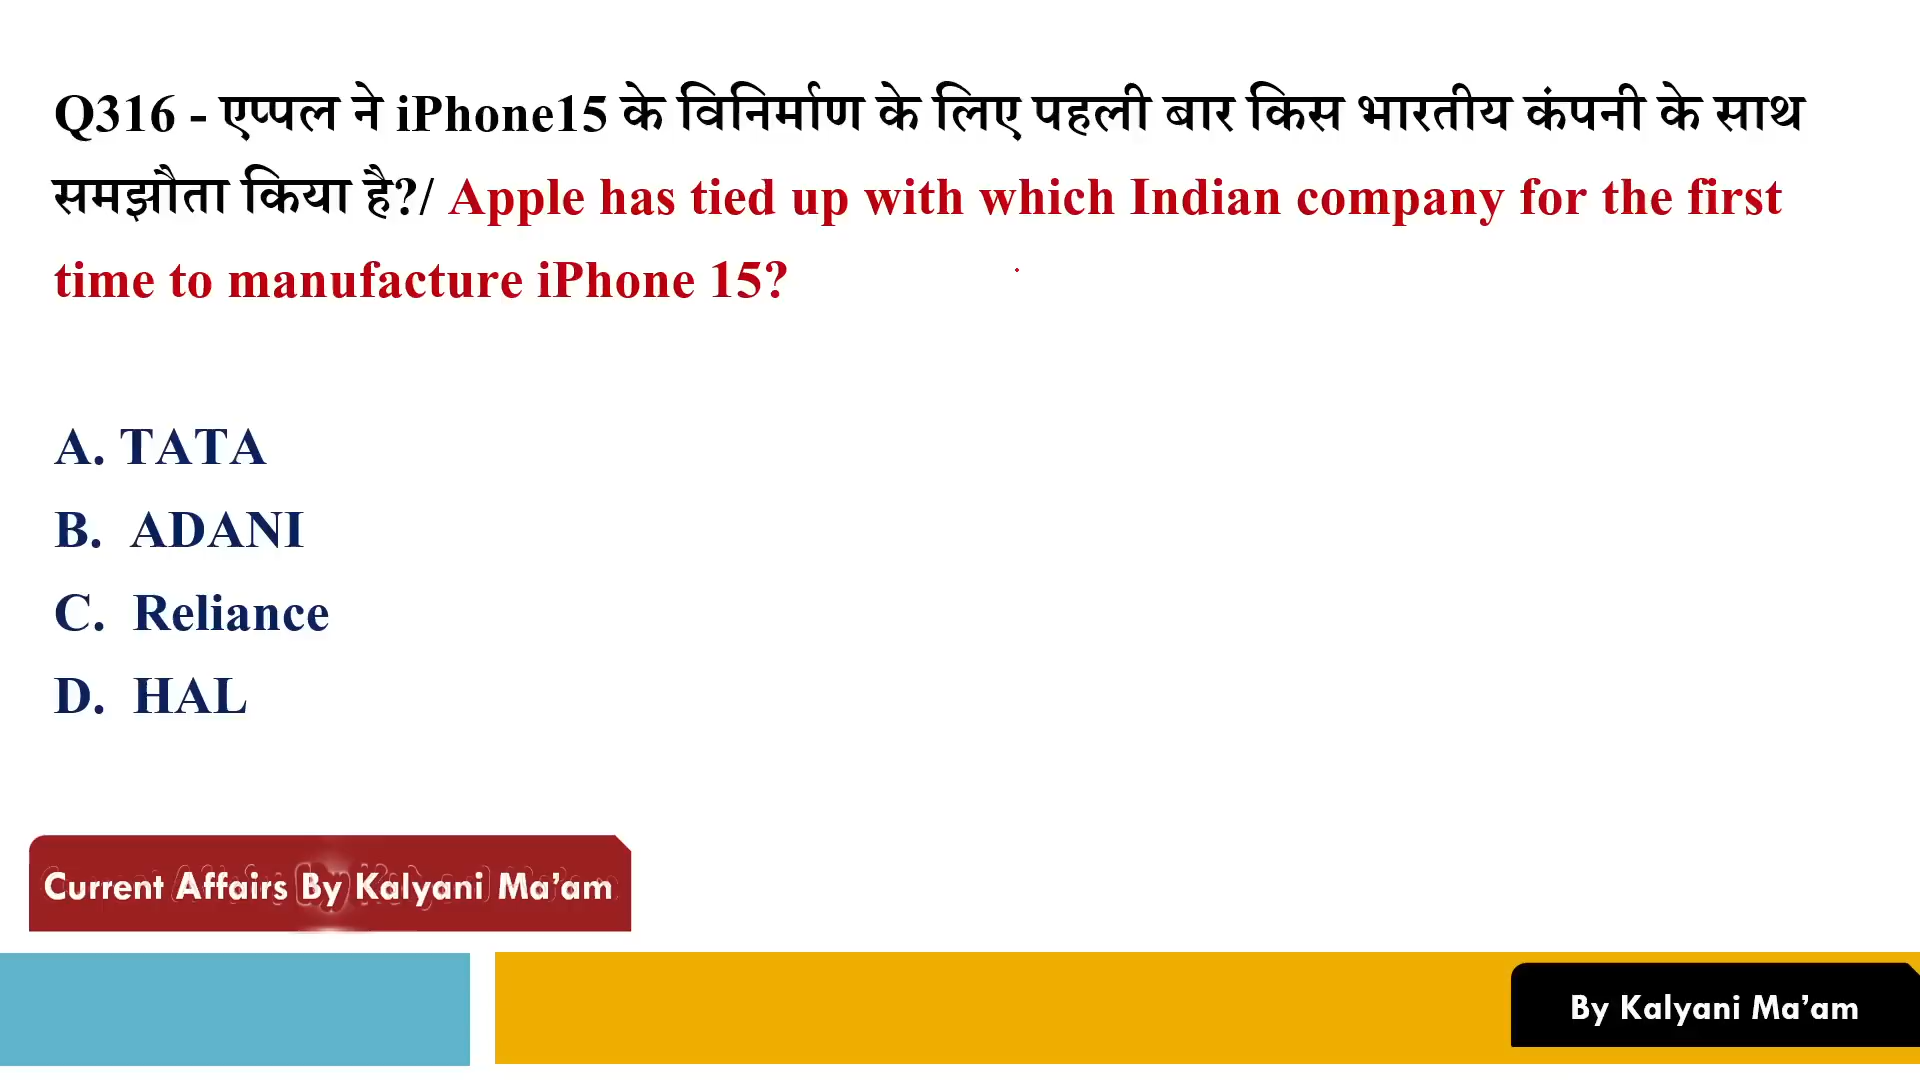 Q316 - एप्पल ने iPhone15 के विनिर्माण के लिए पहली बार किस भारतीय कंपनी के साथ
समझौता किया है?/ Apple has tied up with which Indian company for the first
time to manufacture iPhone 15?
A. TATA
B. ADANI
C. Reliance
D. HAL
Current Affairs By Kalyani Ma'am
By Kalyani Ma'am